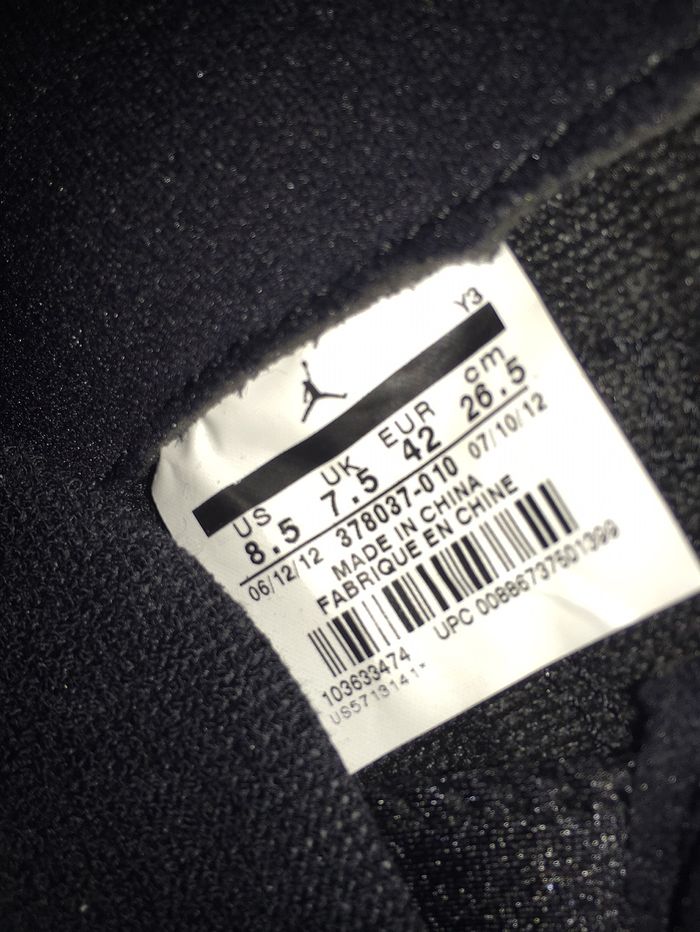 Y3
US UK EUR cm
8.5 7.5 42 26.5
06/12/12 378037-010 07/10/12
MADE IN CHINA
FABRIQUE EN CHINE
103633474 UPC 00886737501399
US5713141*